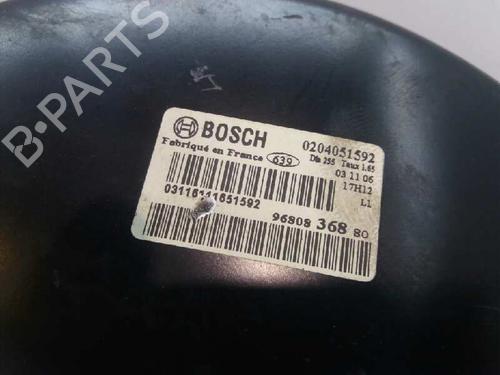 B-PARTS
BOSCH
Fabriqué en France 639
0204051592
Dia 255 Taux 1.65
03 11 06
17H12
L1
96808 368 80